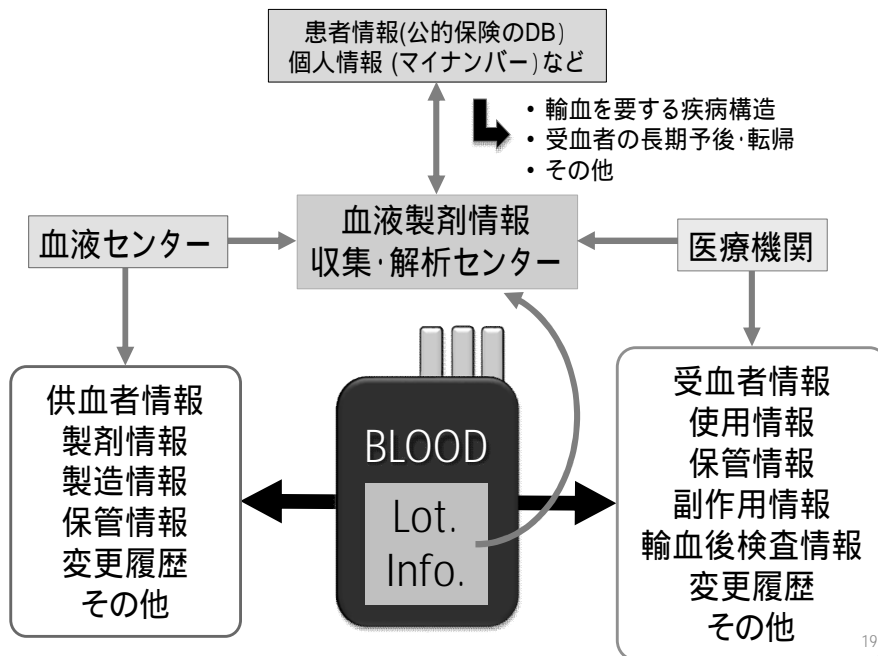 患者情報(公的保険のDB)
個人情報 (マイナンバー)など
• 輸血を要する疾病構造
• 受血者の長期予後･転帰
• その他
血液センター
血液製剤情報
収集･解析センター
医療機関
供血者情報
製剤情報
製造情報
保管情報
変更履歴
その他
BLOOD
Lot.
Info.
受血者情報
使用情報
保管情報
副作用情報
輸血後検査情報
変更履歴
その他
19